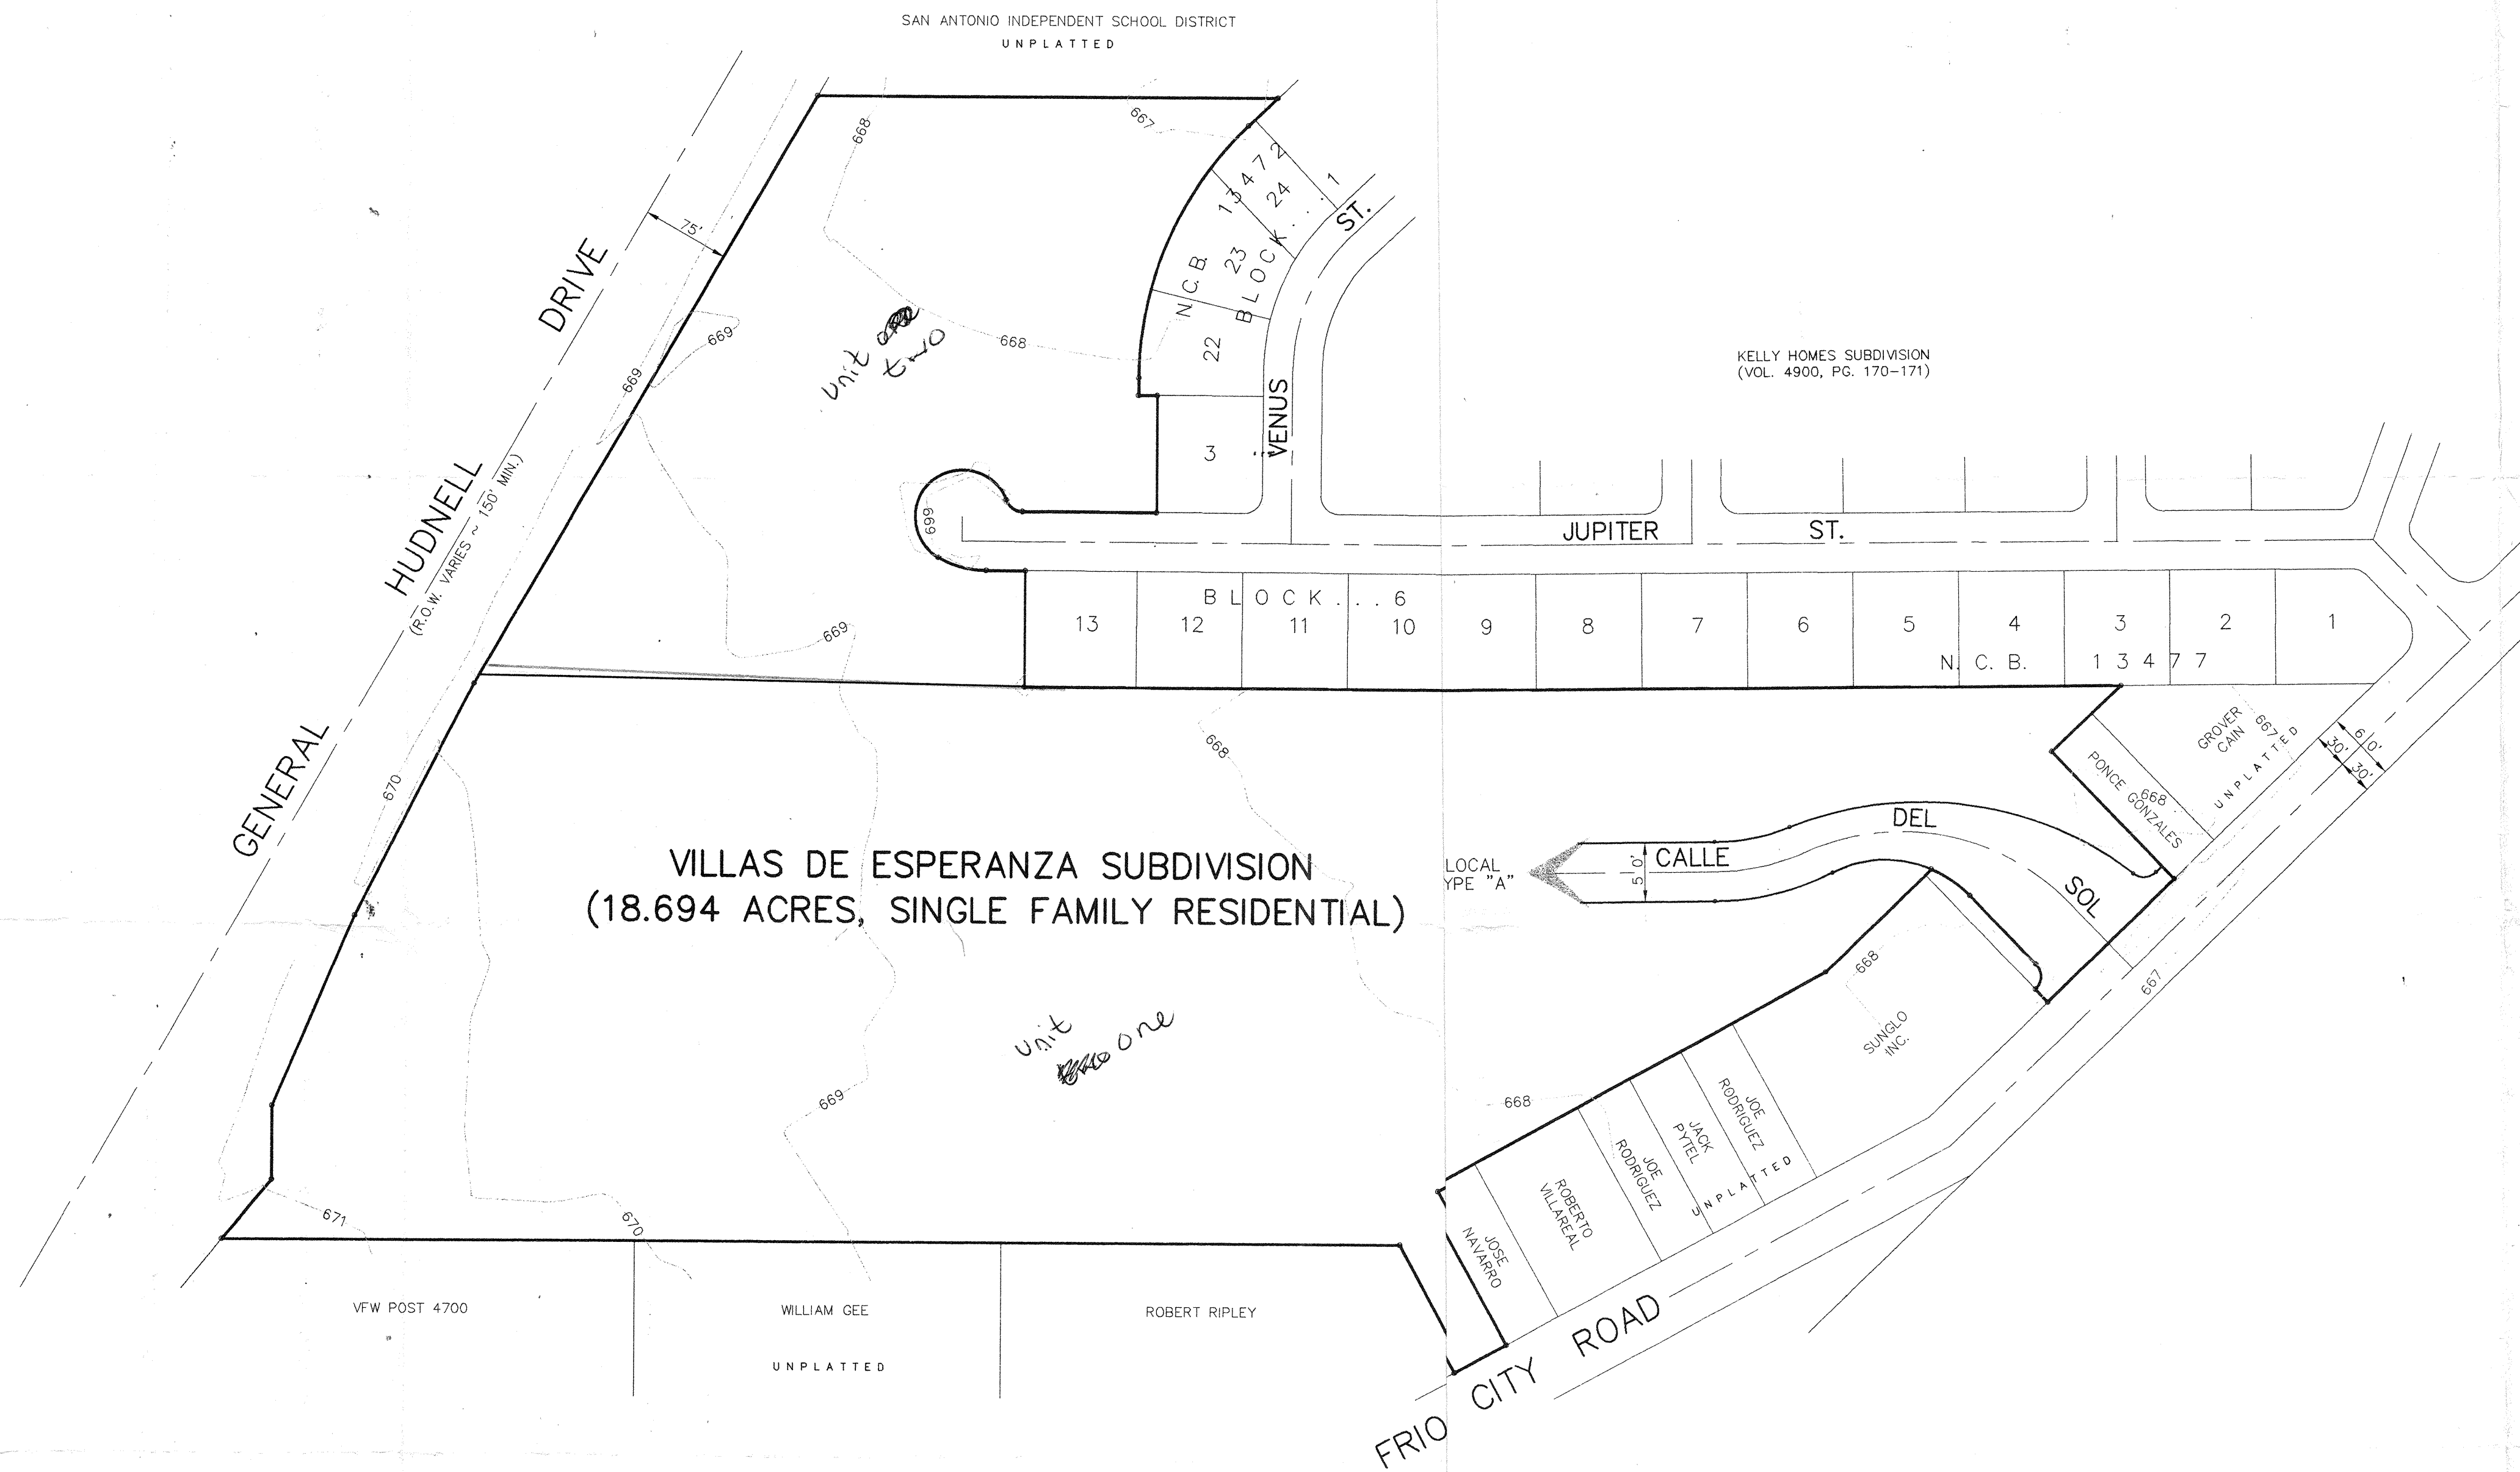 SAN ANTONIO INDEPENDENT SCHOOL DISTRICT
UNPLATTED
668
667
75'
N.C.B. 13472
24
23
22
3
BLOCK...1
VENUS ST.
GENERAL HUDNELL DRIVE
(R.O.W. VARIES ~ 150' MIN.)
669
669
668
Unit
two
KELLY HOMES SUBDIVISION
(VOL. 4900, PG. 170-171)
669
JUPITER ST.
669
BLOCK...6
13 12 11 10 9 8 7 6 5 4 3 2 1
N.C.B. 13477
670
668
GROVER
CAIN
667
UNPLATTED
60'
30'
30'
PONCE GONZALES
668
VILLAS DE ESPERANZA SUBDIVISION
(18.694 ACRES, SINGLE FAMILY RESIDENTIAL)
LOCAL
YPE "A"
50'
CALLE DEL SOL
668
667
Unit
one
669
668
SUNGLO
INC.
JOE
RODRIGUEZ
JACK
PYTEL
JOE
RODRIGUEZ
UNPLATTED
ROBERTO
VILLAREAL
JOSE
NAVARRO
671
670
VFW POST 4700
WILLIAM GEE
ROBERT RIPLEY
UNPLATTED
FRIO CITY ROAD